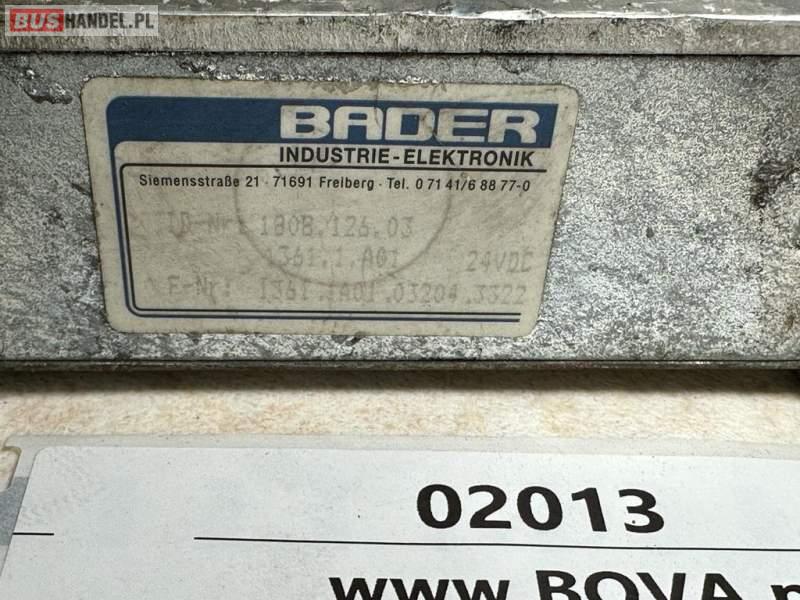 BUSHANDEL.PL
BADER
INDUSTRIE-ELEKTRONIK
Siemensstraße 21 · 71691 Freiberg · Tel. 0 71 41/6 88 77-0
ID-Nr: 180B.126.03
1361.1.A01 24VDC
F-Nr: 1361.1A01.03204.3322
02013
www.BOVA.p